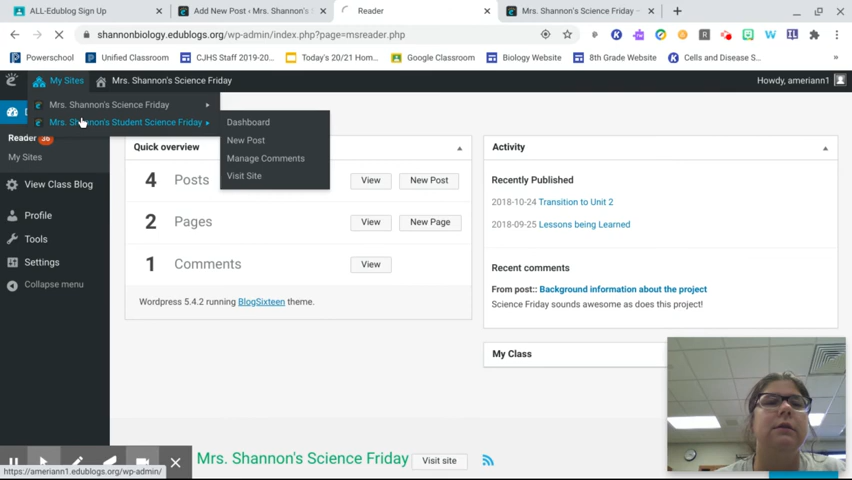 ALL-Edublog Sign Up
Add New Post ‹ Mrs. Shannon's S
Reader
Mrs. Shannon's Science Friday –
shannonbiology.edublogs.org/wp-admin/index.php?page=msreader.php
Powerschool
Unified Classroom
CJHS Staff 2019-20...
Today's 20/21 Horn...
Google Classroom
Biology Website
8th Grade Website
Cells and Disease S...
My Sites
Mrs. Shannon's Science Friday
Howdy, ameriann1
Mrs. Shannon's Science Friday
Mrs. Shannon's Student Science Friday
Dashboard
New Post
Manage Comments
Visit Site
Reader 36
My Sites
View Class Blog
Profile
Tools
Settings
Collapse menu
Quick overview
4 Posts View New Post
2 Pages View New Page
1 Comments View
Wordpress 5.4.2 running BlogSixteen theme.
Activity
Recently Published
2018-10-24 Transition to Unit 2
2018-09-25 Lessons being Learned
Recent comments
From post:: Background information about the project
Science Friday sounds awesome as does this project!
My Class
Mrs. Shannon's Science Friday
Visit site
https://ameriann1.edublogs.org/wp-admin/